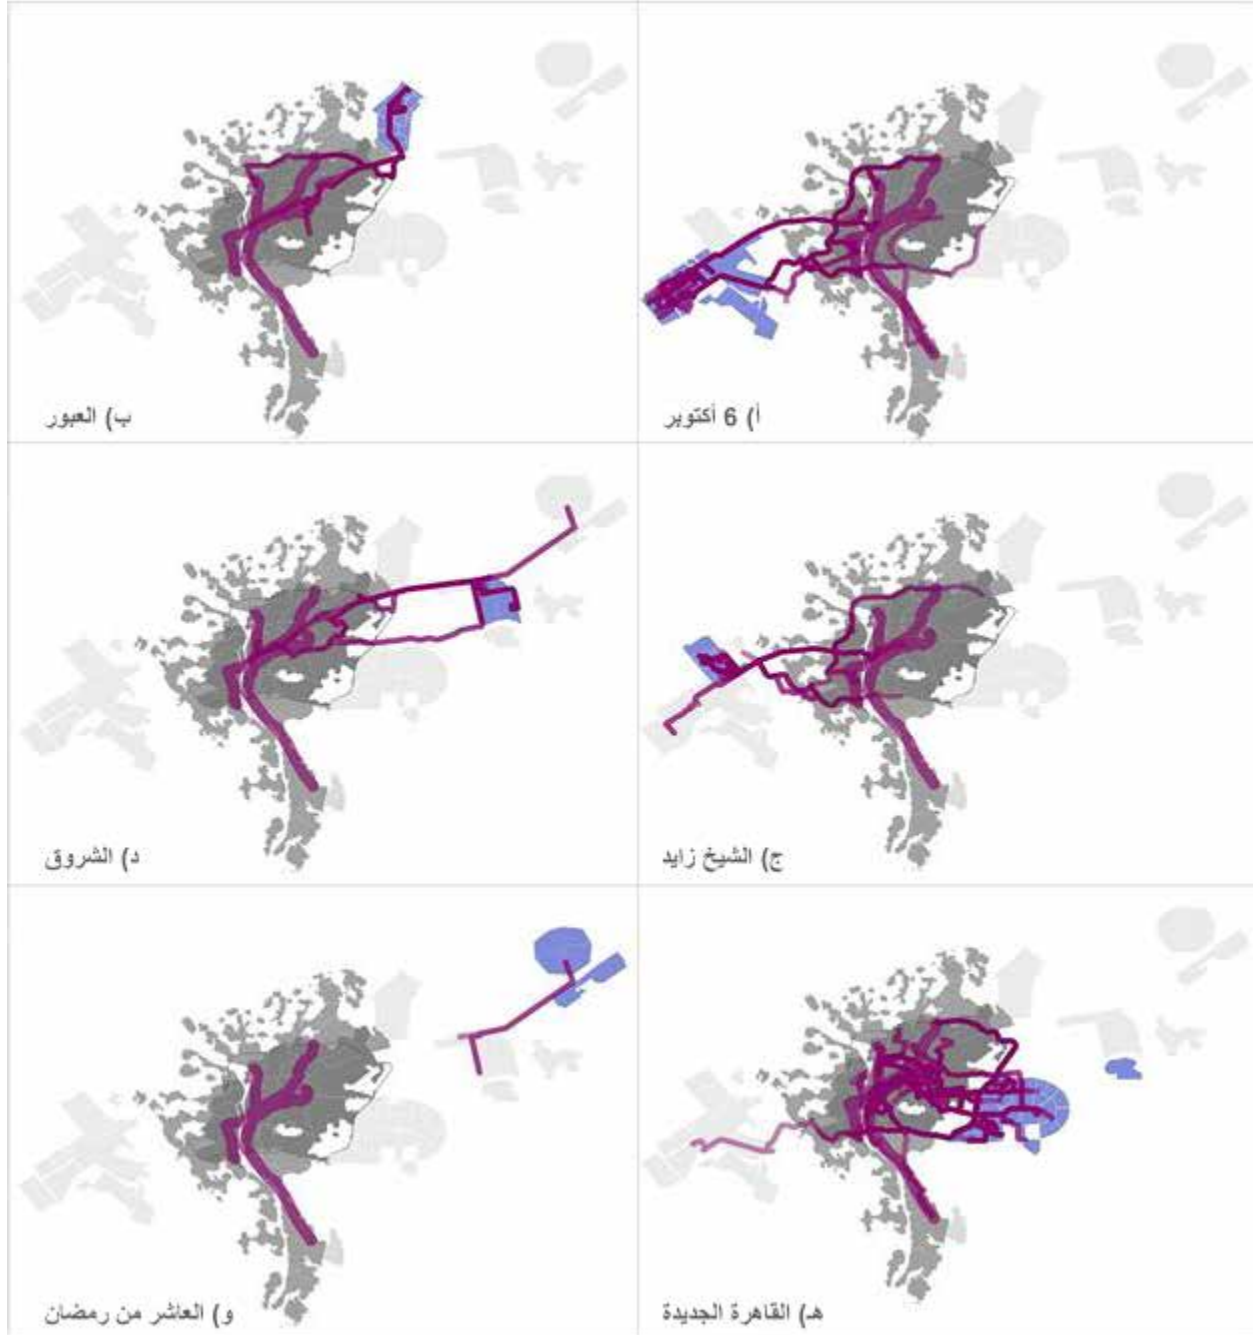 أ) 6 أكتوبر
ب) العبور
ج) الشيخ زايد
د) الشروق
هـ) القاهرة الجديدة
و) العاشر من رمضان